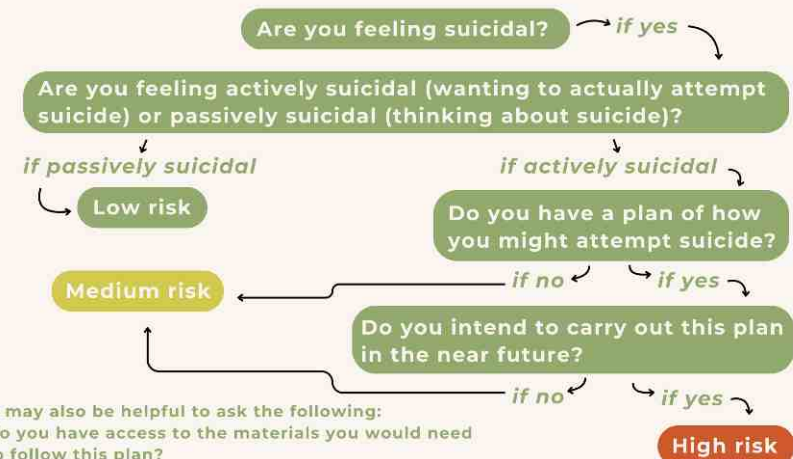 Are you feeling suicidal?
if yes
Are you feeling actively suicidal (wanting to actually attempt
suicide) or passively suicidal (thinking about suicide)?
if passively suicidal
if actively suicidal
Low risk
Do you have a plan of how
you might attempt suicide?
if no
if yes
Medium risk
Do you intend to carry out this plan
in the near future?
if no
if yes
may also be helpful to ask the following:
you have access to the materials you would need
follow this plan?
High risk